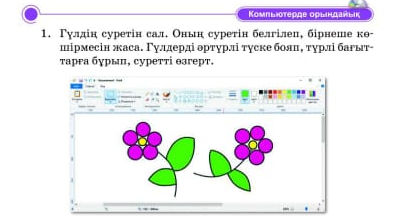 Компьютерде орындайық
1. Гүлдің суретін сал. Оның суретін белгілеп, бірнеше кө-
шірмесін жаса. Гүлдерді әртүрлі түске бояп, түрлі бағыт-
тарға бұрып, суретті өзгерт.